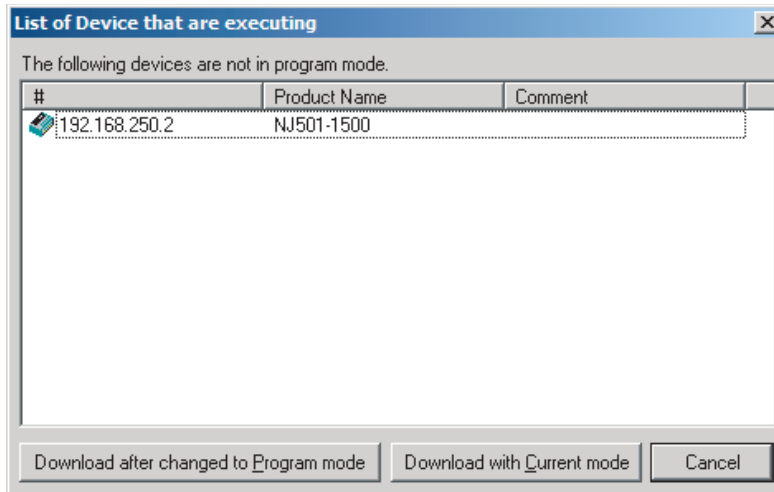 List of Device that are executing
The following devices are not in program mode.
# Product Name Comment
192.168.250.2 NJ501-1500
Download after changed to Program mode Download with Current mode Cancel